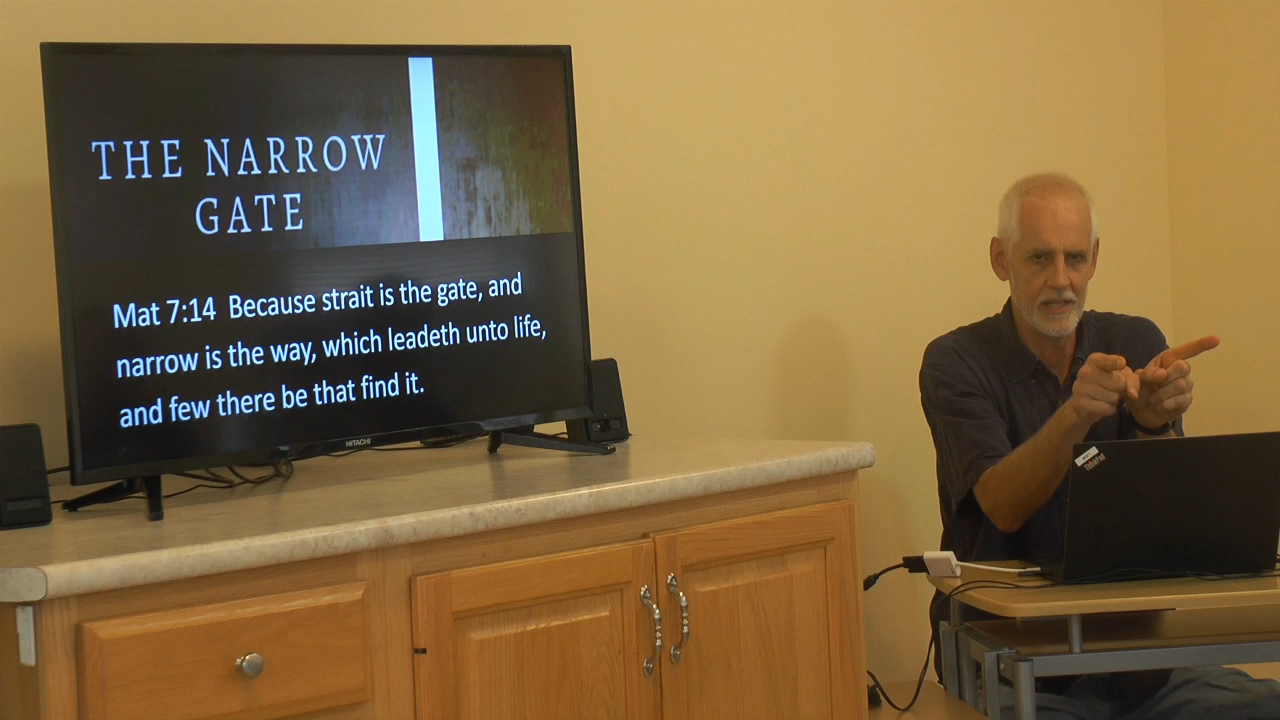 THE NARROW
GATE
Mat 7:14 Because strait is the gate, and
narrow is the way, which leadeth unto life,
and few there be that find it.
HITACHI
ThinkPad